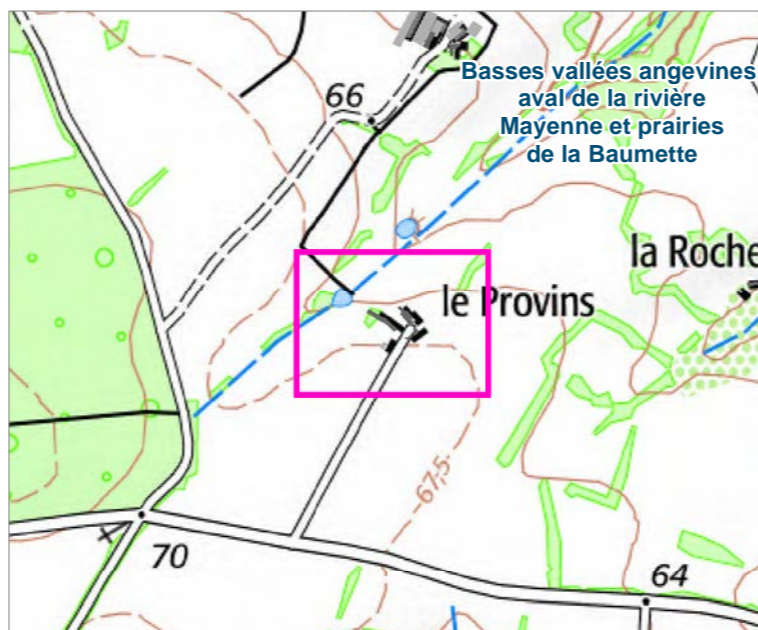 66
Basses vallées angevines
aval de la rivière
Mayenne et prairies
de la Baumette
la Roche
le Provins
67,5
70
64